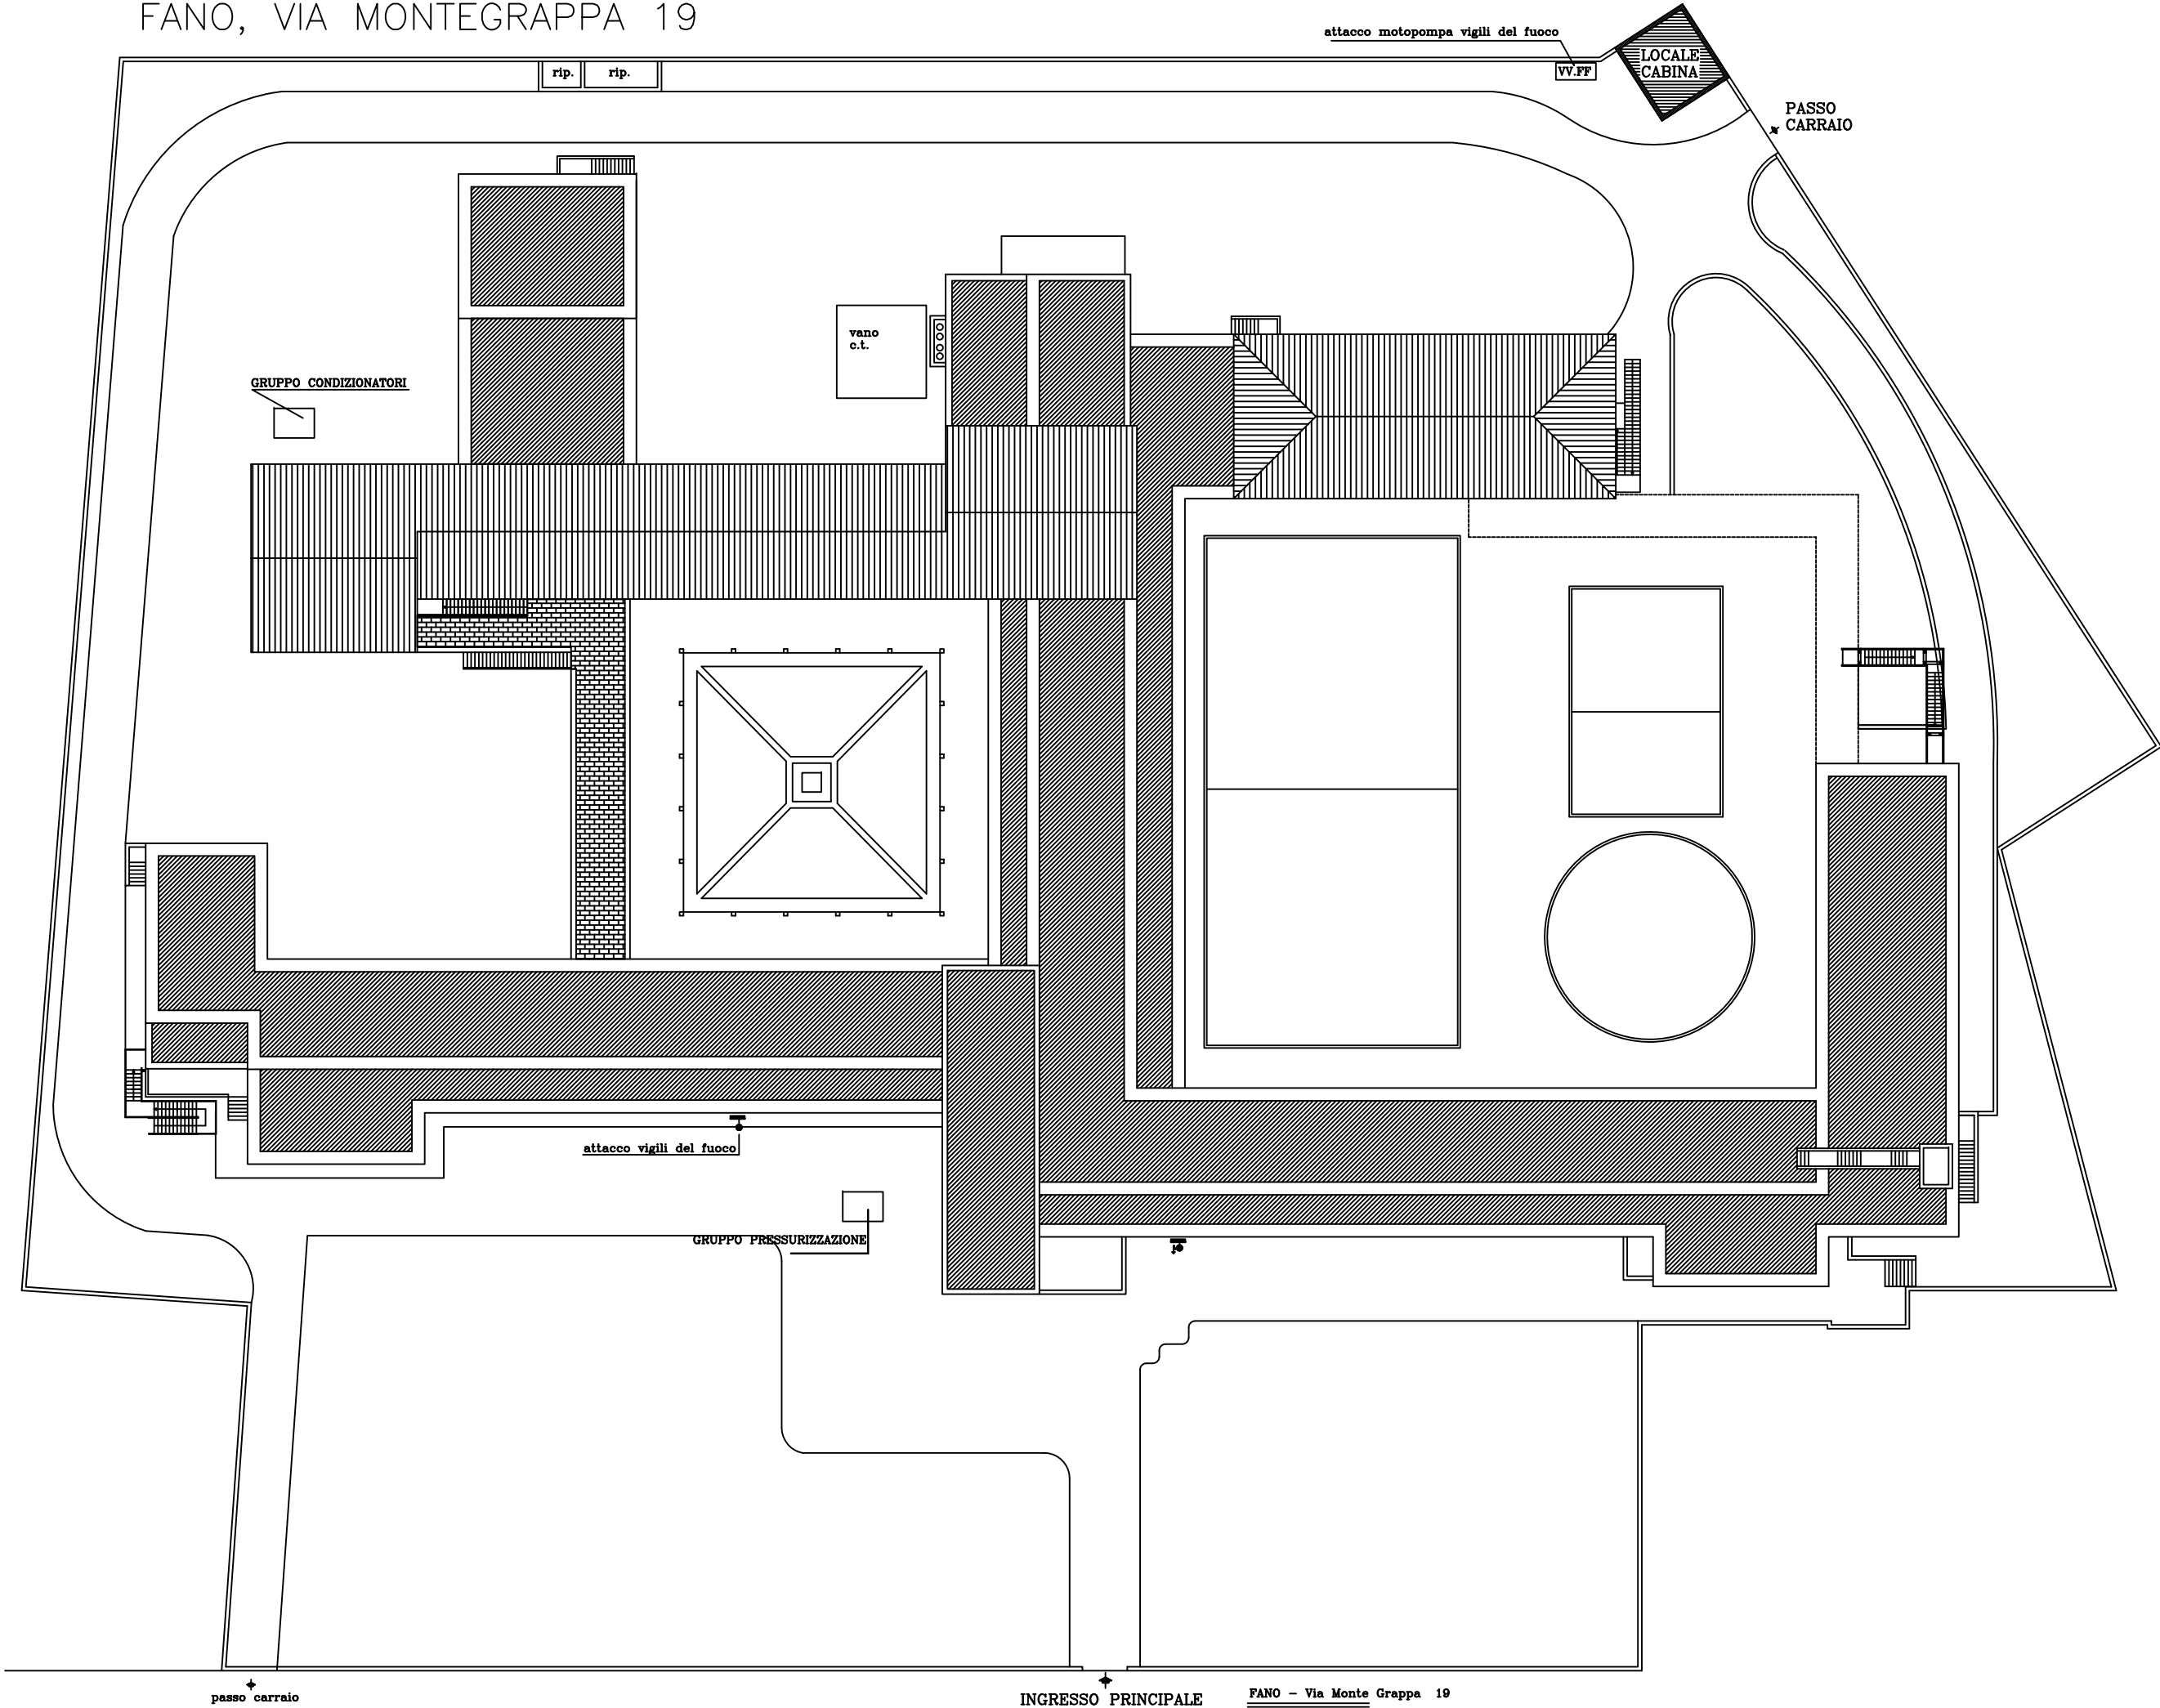 FANO, VIA MONTEGRAPPA 19
attacco motopompa vigili del fuoco
rip.
rip.
VV.FF
LOCALE
CABINA
PASSO
CARRAIO
vano
c.t.
GRUPPO CONDIZIONATORI
attacco vigili del fuoco
GRUPPO PRESSURIZZAZIONE
passo carraio
INGRESSO PRINCIPALE
FANO - Via Monte Grappa 19